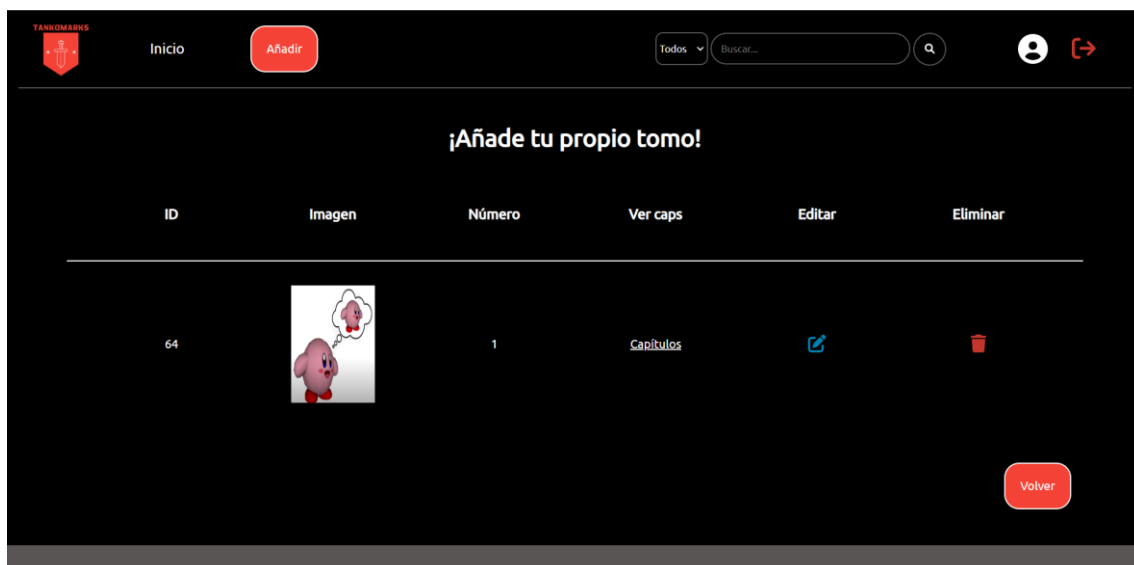 TANKOMARKS
Inicio
Añadir
Todos
Buscar...
¡Añade tu propio tomo!
ID Imagen Número Ver caps Editar Eliminar
64 1 Capítulos
Volver